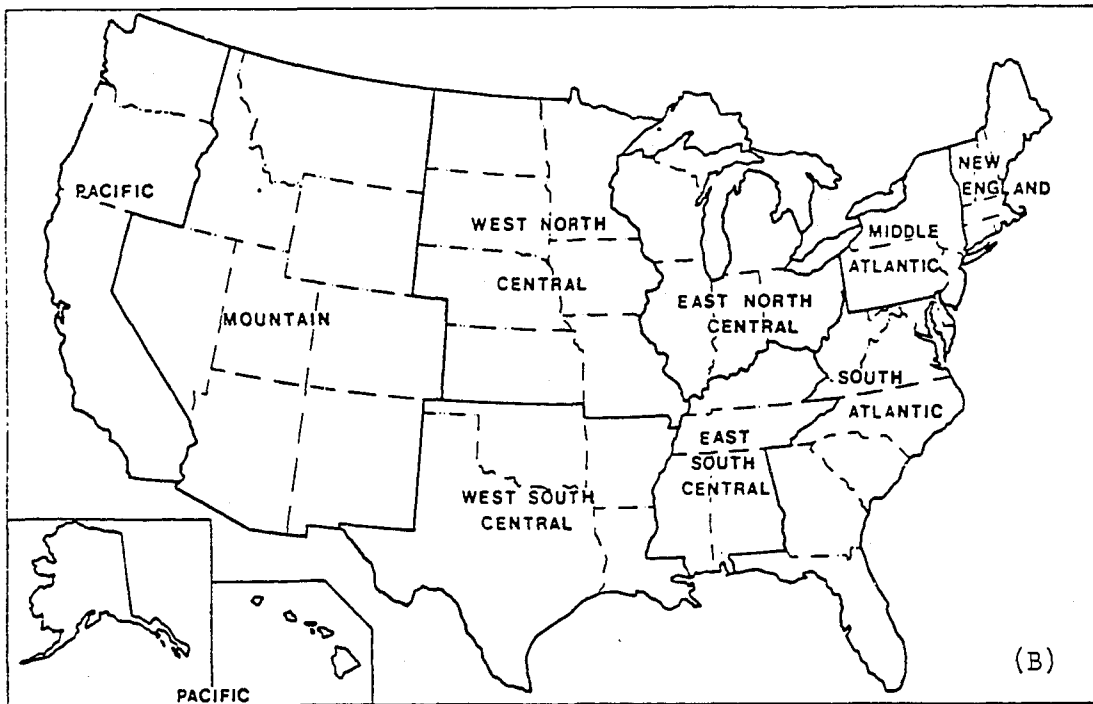 PACIFIC
MOUNTAIN
WEST NORTH
CENTRAL
WEST SOUTH
CENTRAL
EAST NORTH
CENTRAL
EAST
SOUTH
CENTRAL
NEW
ENGLAND
MIDDLE
ATLANTIC
SOUTH
ATLANTIC
PACIFIC
(B)